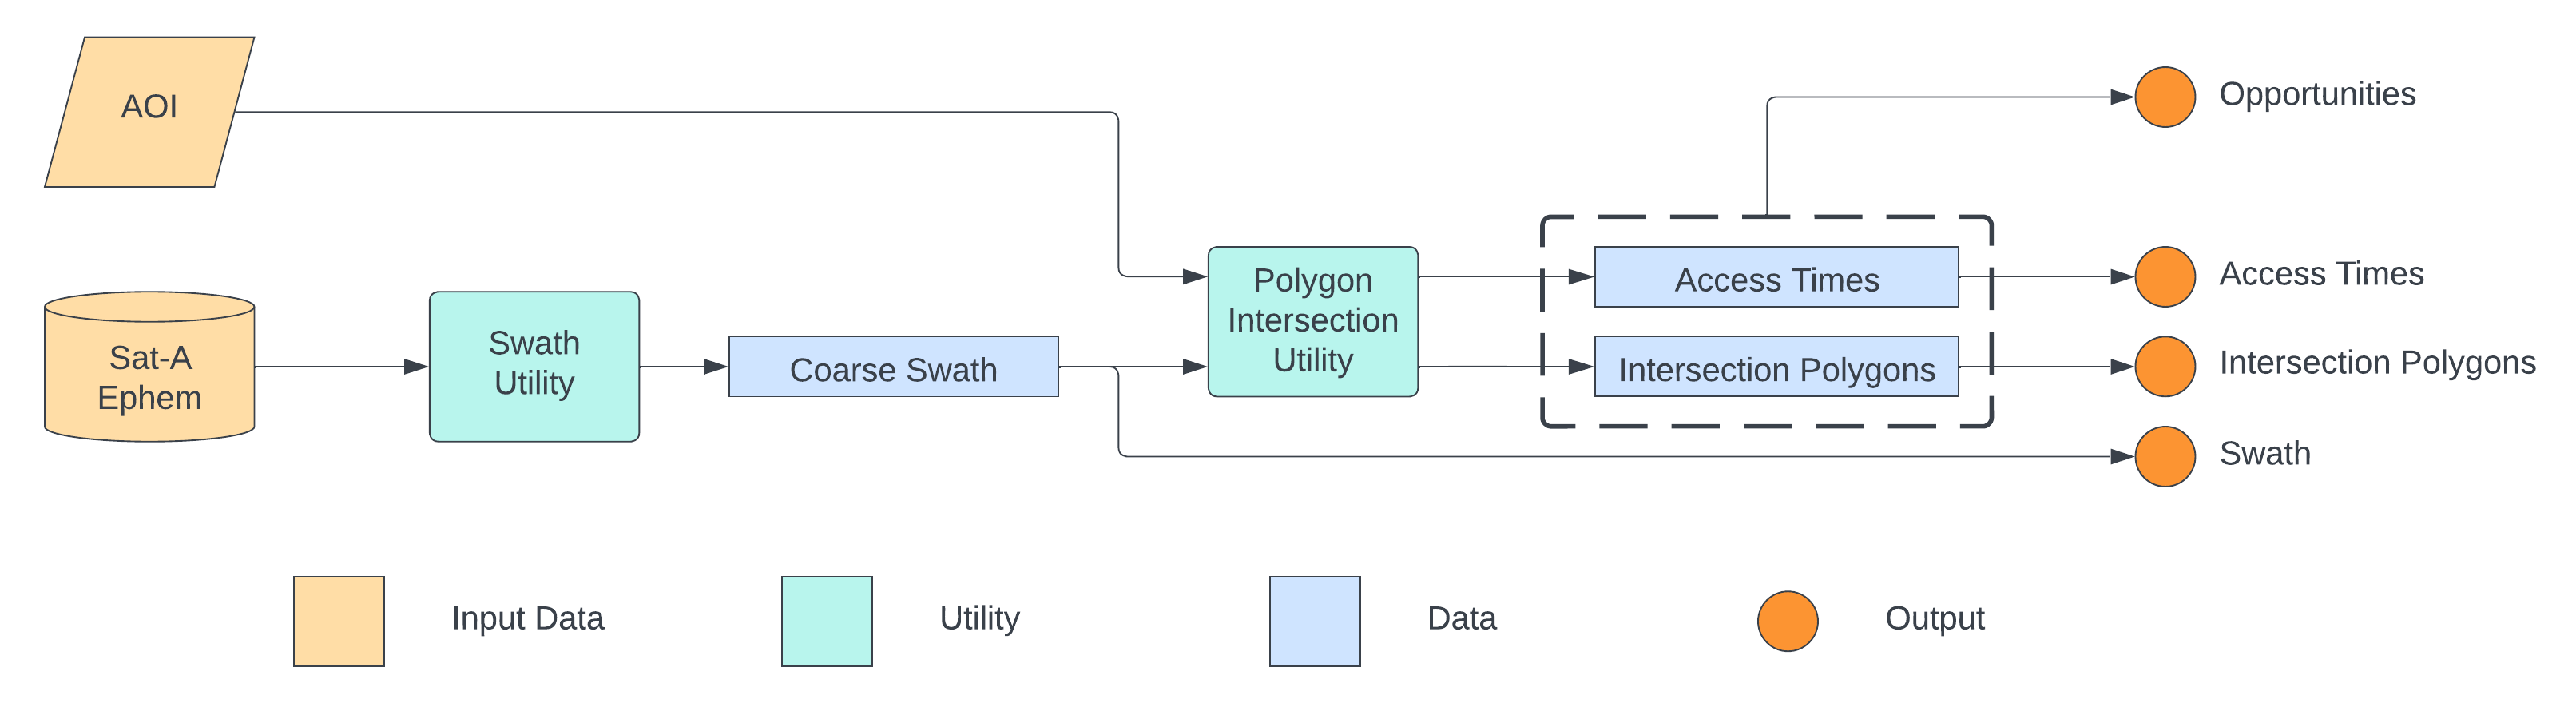 AOI
Opportunities
Polygon
Intersection
Utility
Access Times
Access Times
Sat-A
Ephem
Swath
Utility
Coarse Swath
Intersection Polygons
Intersection Polygons
Swath
Input Data
Utility
Data
Output